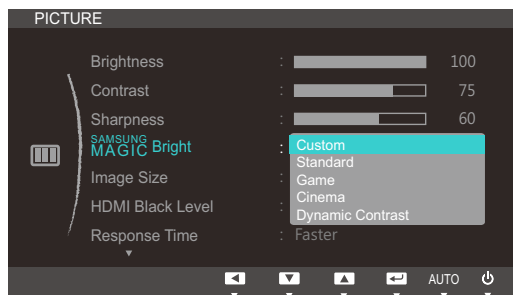 PICTURE
Brightness : 100
Contrast : 75
Sharpness : 60
SAMSUNG
MAGIC Bright : Custom
Standard
Image Size : Game
Cinema
HDMI Black Level : Dynamic Contrast
Response Time : Faster
AUTO